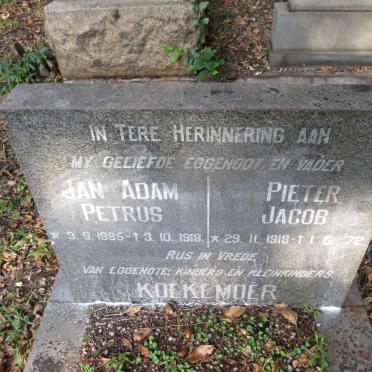 IN TERE HERINNERING AAN
MY GELIEFDE EGGENOOT EN VADER
JAN ADAM
PETRUS
* 3.9.1885-† 3.10.1918
PIETER
JACOB
* 29.11.1918-† 1.6.72
RUS IN VREDE
VAN EGGENOTE, KINDERS EN KLEINKINDERS
KOEKEMOER